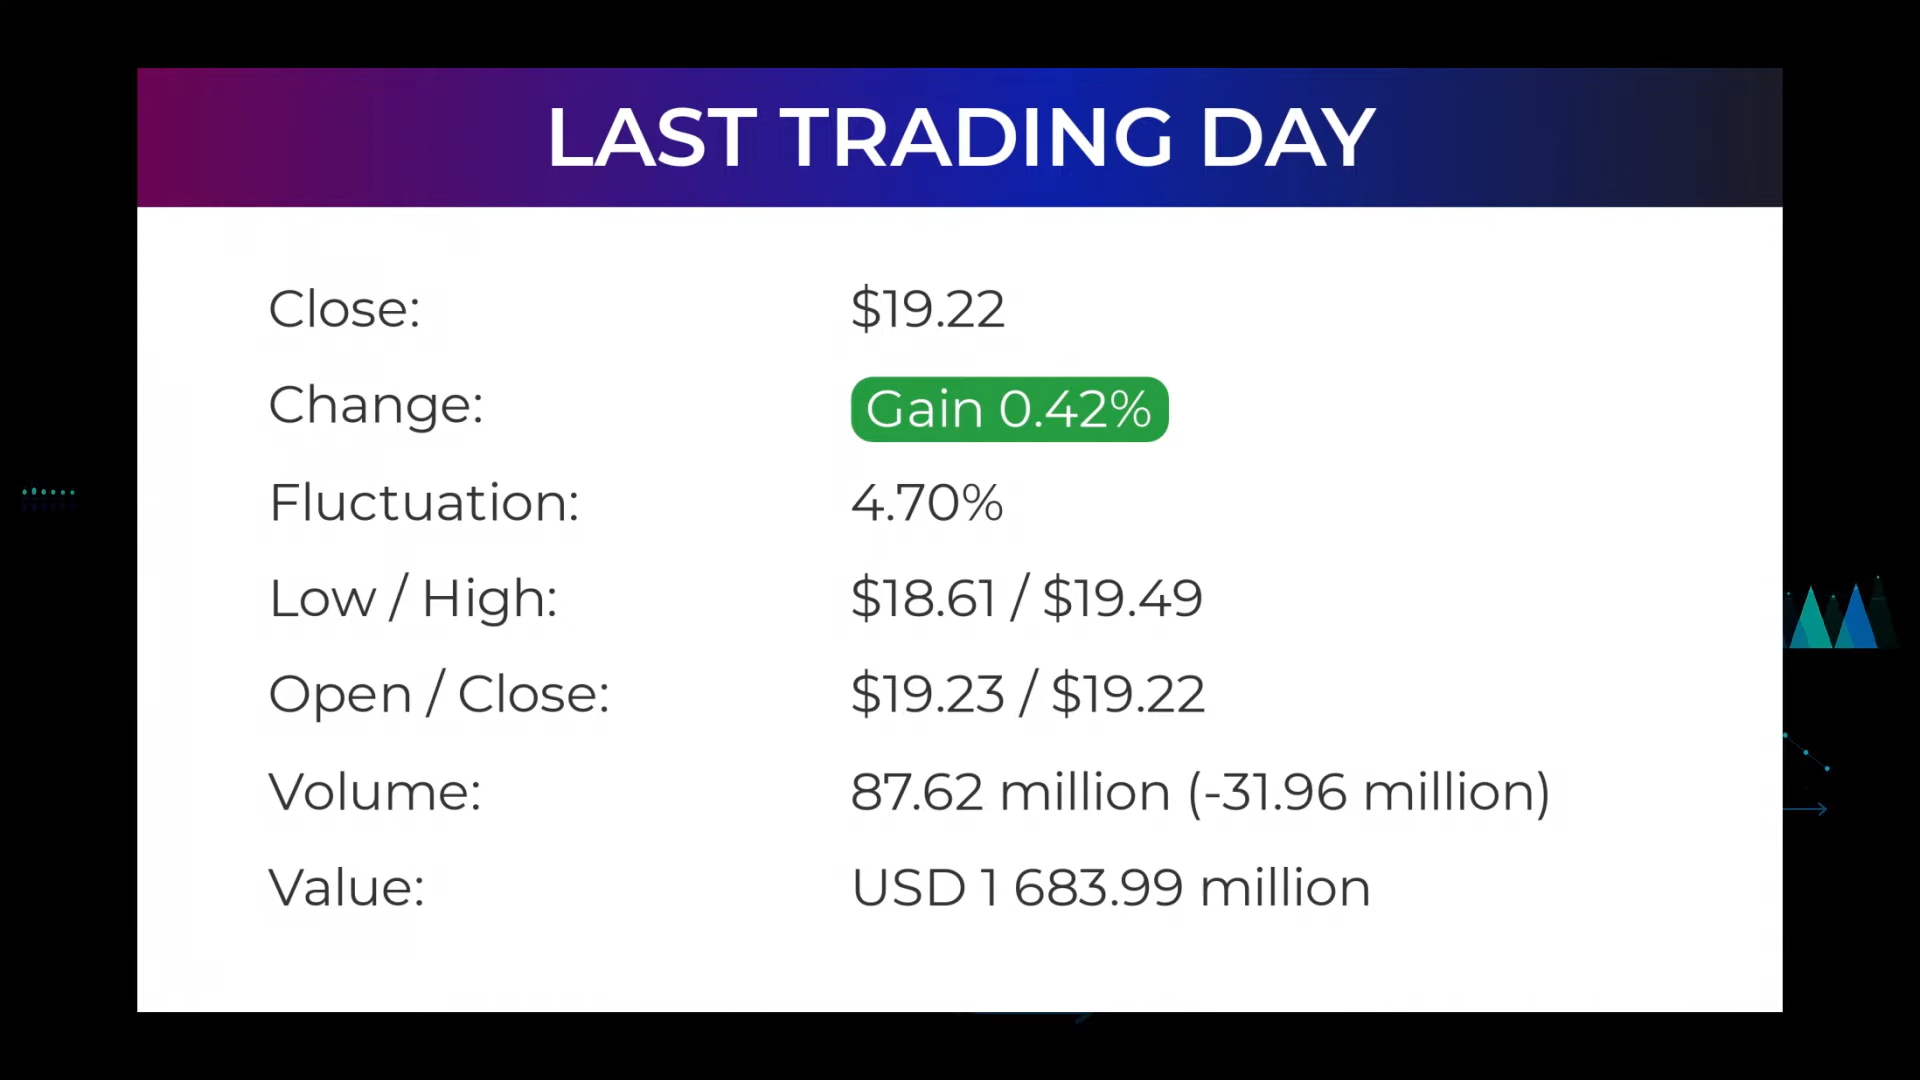 LAST TRADING DAY
Close: $19.22
Change: Gain 0.42%
Fluctuation: 4.70%
Low / High: $18.61 / $19.49
Open / Close: $19.23 / $19.22
Volume: 87.62 million (-31.96 million)
Value: USD 1 683.99 million